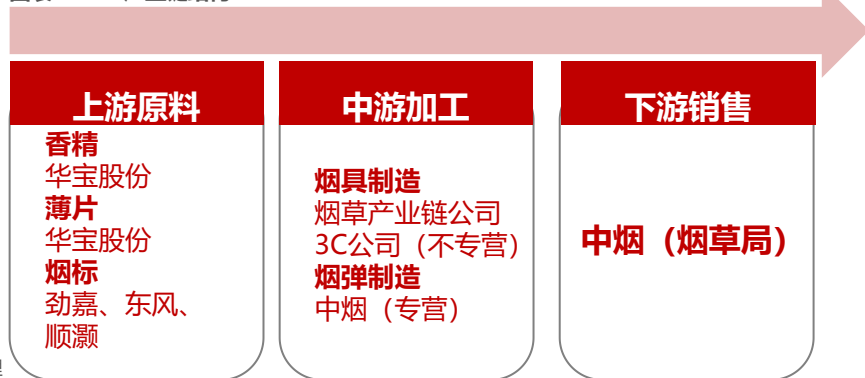 上游原料
香精
华宝股份
薄片
华宝股份
烟标
劲嘉、东风、
顺灏
中游加工
烟具制造
烟草产业链公司
3C公司（不专营）
烟弹制造
中烟（专营）
下游销售
中烟（烟草局）